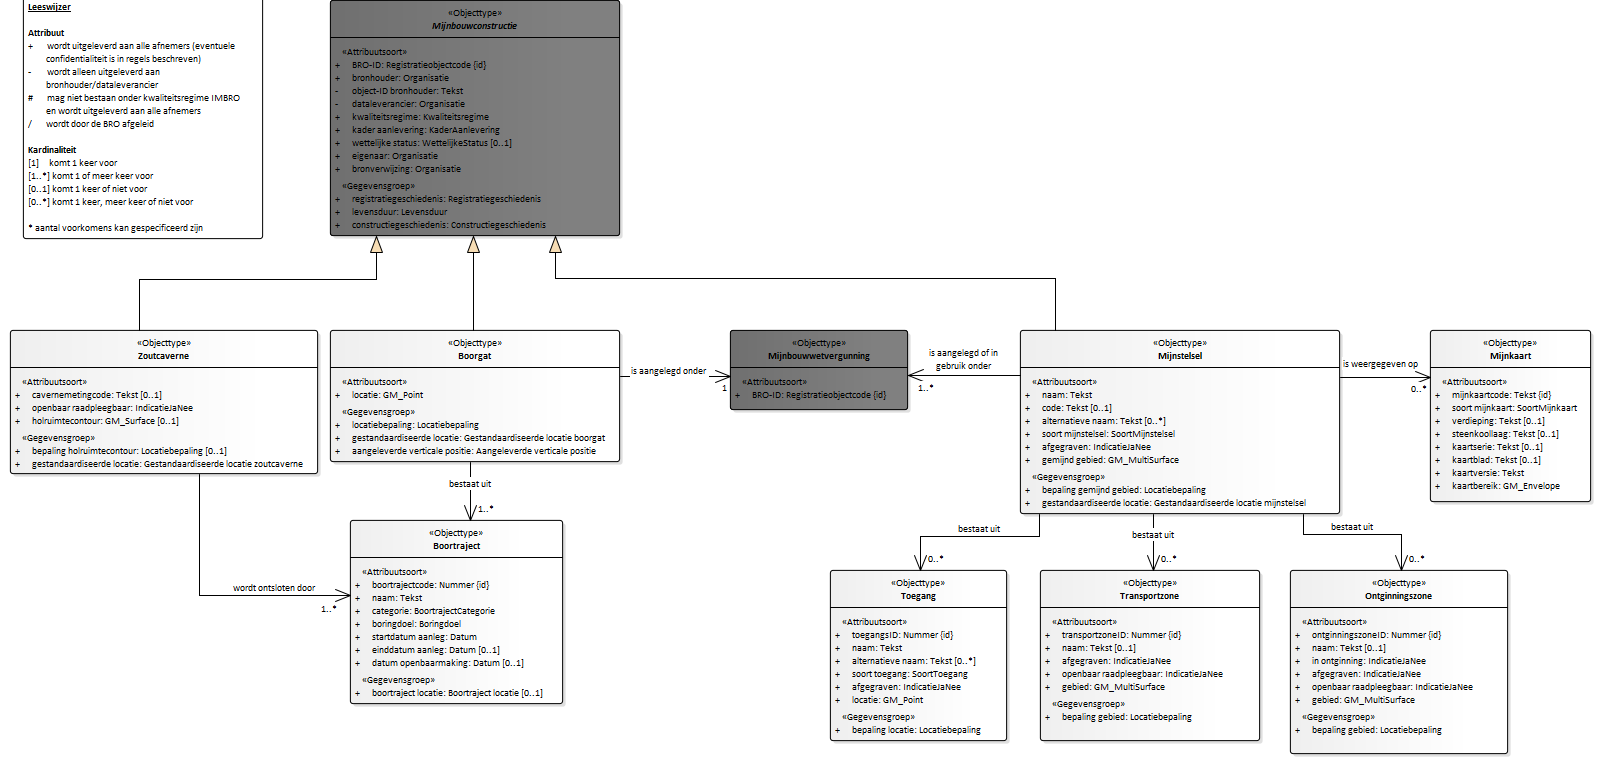 Leeswijzer
Attribuut
+ wordt uitgeleverd aan alle afnemers (eventuele
confidentialiteit is in regels beschreven)
- wordt alleen uitgeleverd aan
bronhouder/dataleverancier
# mag niet bestaan onder kwaliteitsregime IMBRO
en wordt uitgeleverd aan alle afnemers
/ wordt door de BRO afgeleid
Kardinaliteit
[1] komt 1 keer voor
[1..*] komt 1 of meer keer voor
[0..1] komt 1 keer of niet voor
[0..*] komt 1 keer, meer keer of niet voor
* aantal voorkomens kan gespecificeerd zijn
«Objecttype»
Mijnbouwconstructie
«Attribuutsoort»
+ BRO-ID: Registratieobjectcode {id}
+ bronhouder: Organisatie
- object-ID bronhouder: Tekst
- dataleverancier: Organisatie
+ kwaliteitsregime: Kwaliteitsregime
+ kader aanlevering: KaderAanlevering
+ wettelijke status: WettelijkeStatus [0..1]
+ eigenaar: Organisatie
+ bronverwijzing: Organisatie
«Gegevensgroep»
+ registratiegeschiedenis: Registratiegeschiedenis
+ levensduur: Levensduur
+ constructiegeschiedenis: Constructiegeschiedenis
«Objecttype»
Zoutcaverne
«Attribuutsoort»
+ cavernemetingcode: Tekst [0..1]
+ openbaar raadpleegbaar: IndicatieJaNee
+ holruimtecontour: GM_Surface [0..1]
«Gegevensgroep»
+ bepaling holruimtecontour: Locatiebepaling [0..1]
+ gestandaardiseerde locatie: Gestandaardiseerde locatie zoutcaverne
«Objecttype»
Boorgat
«Attribuutsoort»
+ locatie: GM_Point
«Gegevensgroep»
+ locatiebepaling: Locatiebepaling
+ gestandaardiseerde locatie: Gestandaardiseerde locatie boorgat
+ aangeleverde verticale positie: Aangeleverde verticale positie
is aangelegd onder
1
«Objecttype»
Mijnbouwwetvergunning
«Attribuutsoort»
+ BRO-ID: Registratieobjectcode {id}
is aangelegd of in
gebruik onder
1..*
«Objecttype»
Mijnstelsel
«Attribuutsoort»
+ naam: Tekst
+ code: Tekst [0..1]
+ alternatieve naam: Tekst [0..*]
+ soort mijnstelsel: SoortMijnstelsel
+ afgegraven: IndicatieJaNee
+ gemijnd gebied: GM_MultiSurface
«Gegevensgroep»
+ bepaling gemijnd gebied: Locatiebepaling
+ gestandaardiseerde locatie: Gestandaardiseerde locatie mijnstelsel
is weergegeven op
0..*
«Objecttype»
Mijnkaart
«Attribuutsoort»
+ mijnkaartcode: Tekst {id}
+ soort mijnkaart: SoortMijnkaart
+ verdieping: Tekst [0..1]
+ steenkoollaag: Tekst [0..1]
+ kaartserie: Tekst [0..1]
+ kaartblad: Tekst [0..1]
+ kaartversie: Tekst
+ kaartbereik: GM_Envelope
bestaat uit
1..*
wordt ontsloten door
1..*
«Objecttype»
Boortraject
«Attribuutsoort»
+ boortrajectcode: Nummer {id}
+ naam: Tekst
+ categorie: BoortrajectCategorie
+ boringdoel: Boringdoel
+ startdatum aanleg: Datum
+ einddatum aanleg: Datum [0..1]
+ datum openbaarmaking: Datum [0..1]
«Gegevensgroep»
+ boortraject locatie: Boortraject locatie [0..1]
bestaat uit
0..*
bestaat uit
0..*
bestaat uit
0..*
«Objecttype»
Toegang
«Attribuutsoort»
+ toegangsID: Nummer {id}
+ naam: Tekst
+ alternatieve naam: Tekst [0..*]
+ soort toegang: SoortToegang
+ afgegraven: IndicatieJaNee
+ locatie: GM_Point
«Gegevensgroep»
+ bepaling locatie: Locatiebepaling
«Objecttype»
Transportzone
«Attribuutsoort»
+ transportzoneID: Nummer {id}
+ naam: Tekst [0..1]
+ afgegraven: IndicatieJaNee
+ openbaar raadpleegbaar: IndicatieJaNee
+ gebied: GM_MultiSurface
«Gegevensgroep»
+ bepaling gebied: Locatiebepaling
«Objecttype»
Ontginningszone
«Attribuutsoort»
+ ontginningszoneID: Nummer {id}
+ naam: Tekst [0..1]
+ in ontginning: IndicatieJaNee
+ afgegraven: IndicatieJaNee
+ openbaar raadpleegbaar: IndicatieJaNee
+ gebied: GM_MultiSurface
«Gegevensgroep»
+ bepaling gebied: Locatiebepaling